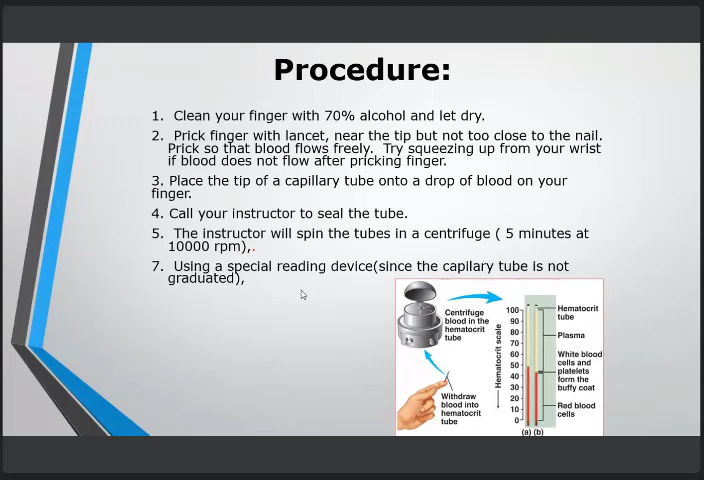 Procedure:
1. Clean your finger with 70% alcohol and let dry.
2. Prick finger with lancet, near the tip but not too close to the nail.
Prick so that blood flows freely. Try squeezing up from your wrist
if blood does not flow after pricking finger.
3. Place the tip of a capillary tube onto a drop of blood on your
finger.
4. Call your instructor to seal the tube.
5. The instructor will spin the tubes in a centrifuge ( 5 minutes at
10000 rpm),.
7. Using a special reading device(since the capilary tube is not
graduated),
Centrifuge
blood in the
hematocrit
tube
Withdraw
blood into
hematocrit
tube
Hematocrit scale
100
90
80
70
60
50
40
30
20
10
0
(a) (b)
Hematocrit
tube
Plasma
White blood
cells and
platelets
form the
buffy coat
Red blood
cells